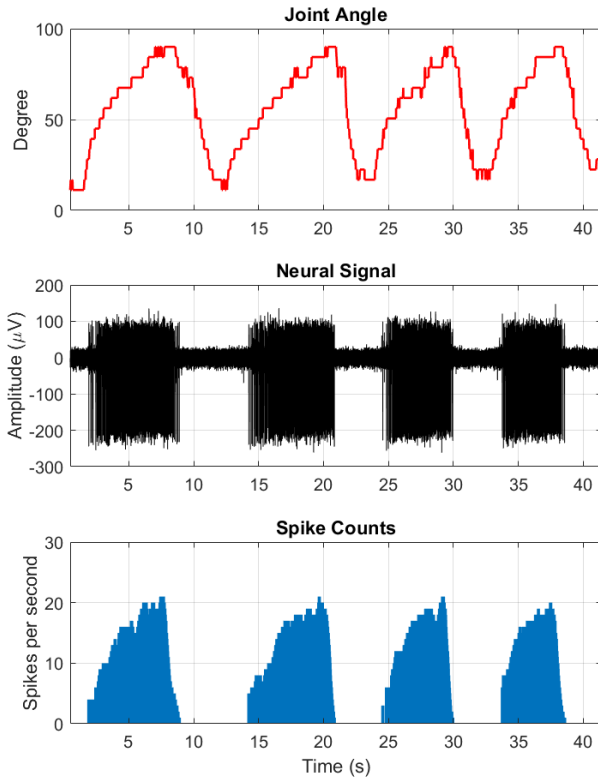 Joint Angle
100
50
0
Degree
5 10 15 20 25 30 35 40
Neural Signal
200
100
0
-100
-200
-300
Amplitude (μV)
5 10 15 20 25 30 35 40
Spike Counts
30
20
10
0
Spikes per second
5 10 15 20 25 30 35 40
Time (s)